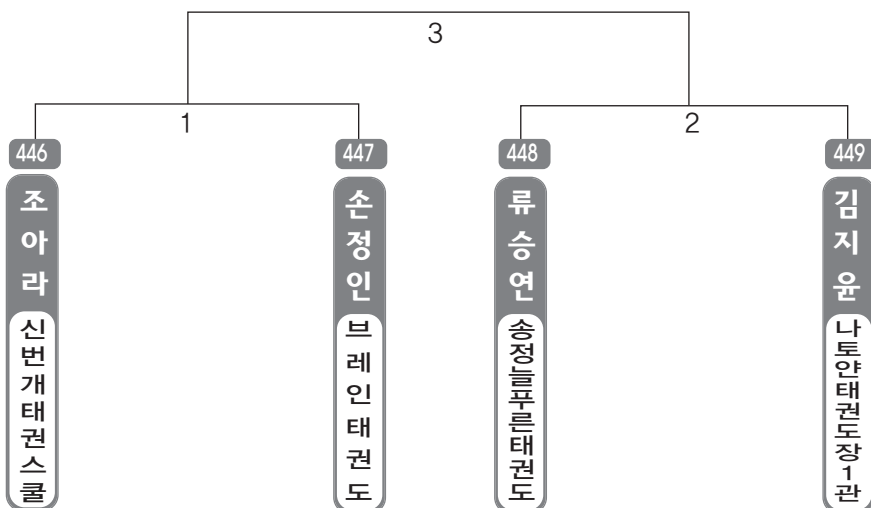 3
1
2
446
447
448
449
조아라
손정인
류승연
김지윤
신번개태권스쿨
브레인태권도
송정늘푸른태권도
나토얀태권도장1관